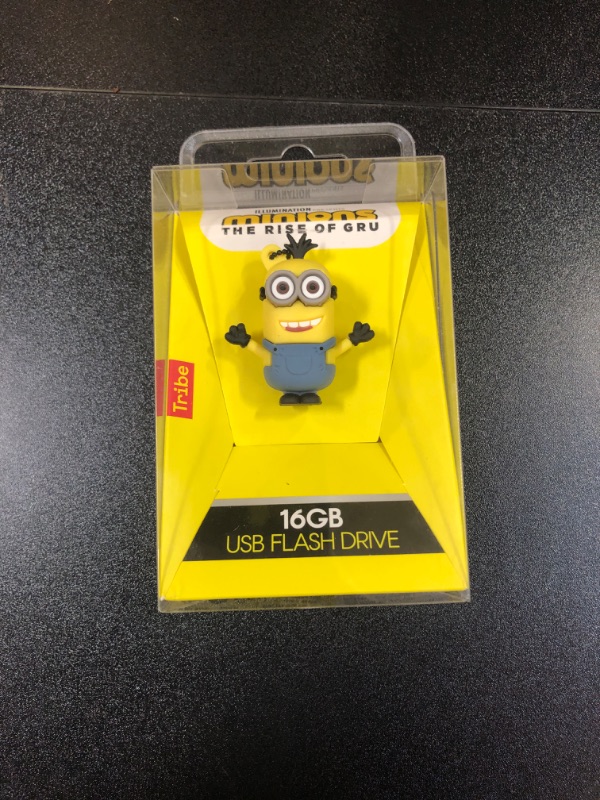 ILLUMINATION
minions
THE RISE OF GRU
Tribe
16GB
USB FLASH DRIVE